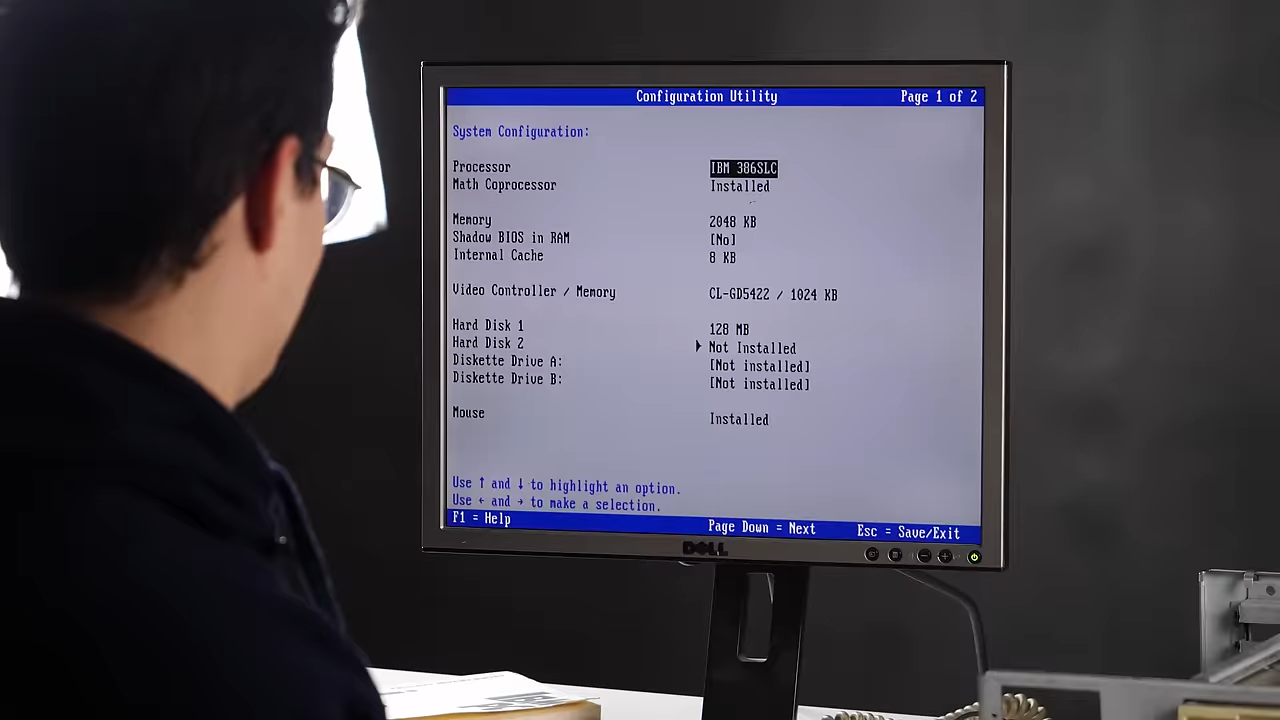 Configuration Utility Page 1 of 2
System Configuration:
Processor IBM 386SLC
Math Coprocessor Installed
Memory 2048 KB
Shadow BIOS in RAM [No]
Internal Cache 8 KB
Video Controller / Memory CL-GD5422 / 1024 KB
Hard Disk 1 128 MB
Hard Disk 2 Not Installed
Diskette Drive A: [Not installed]
Diskette Drive B: [Not installed]
Mouse Installed
Use ↑ and ↓ to highlight an option.
Use ← and → to make a selection.
F1 = Help Page Down = Next Esc = Save/Exit
DELL